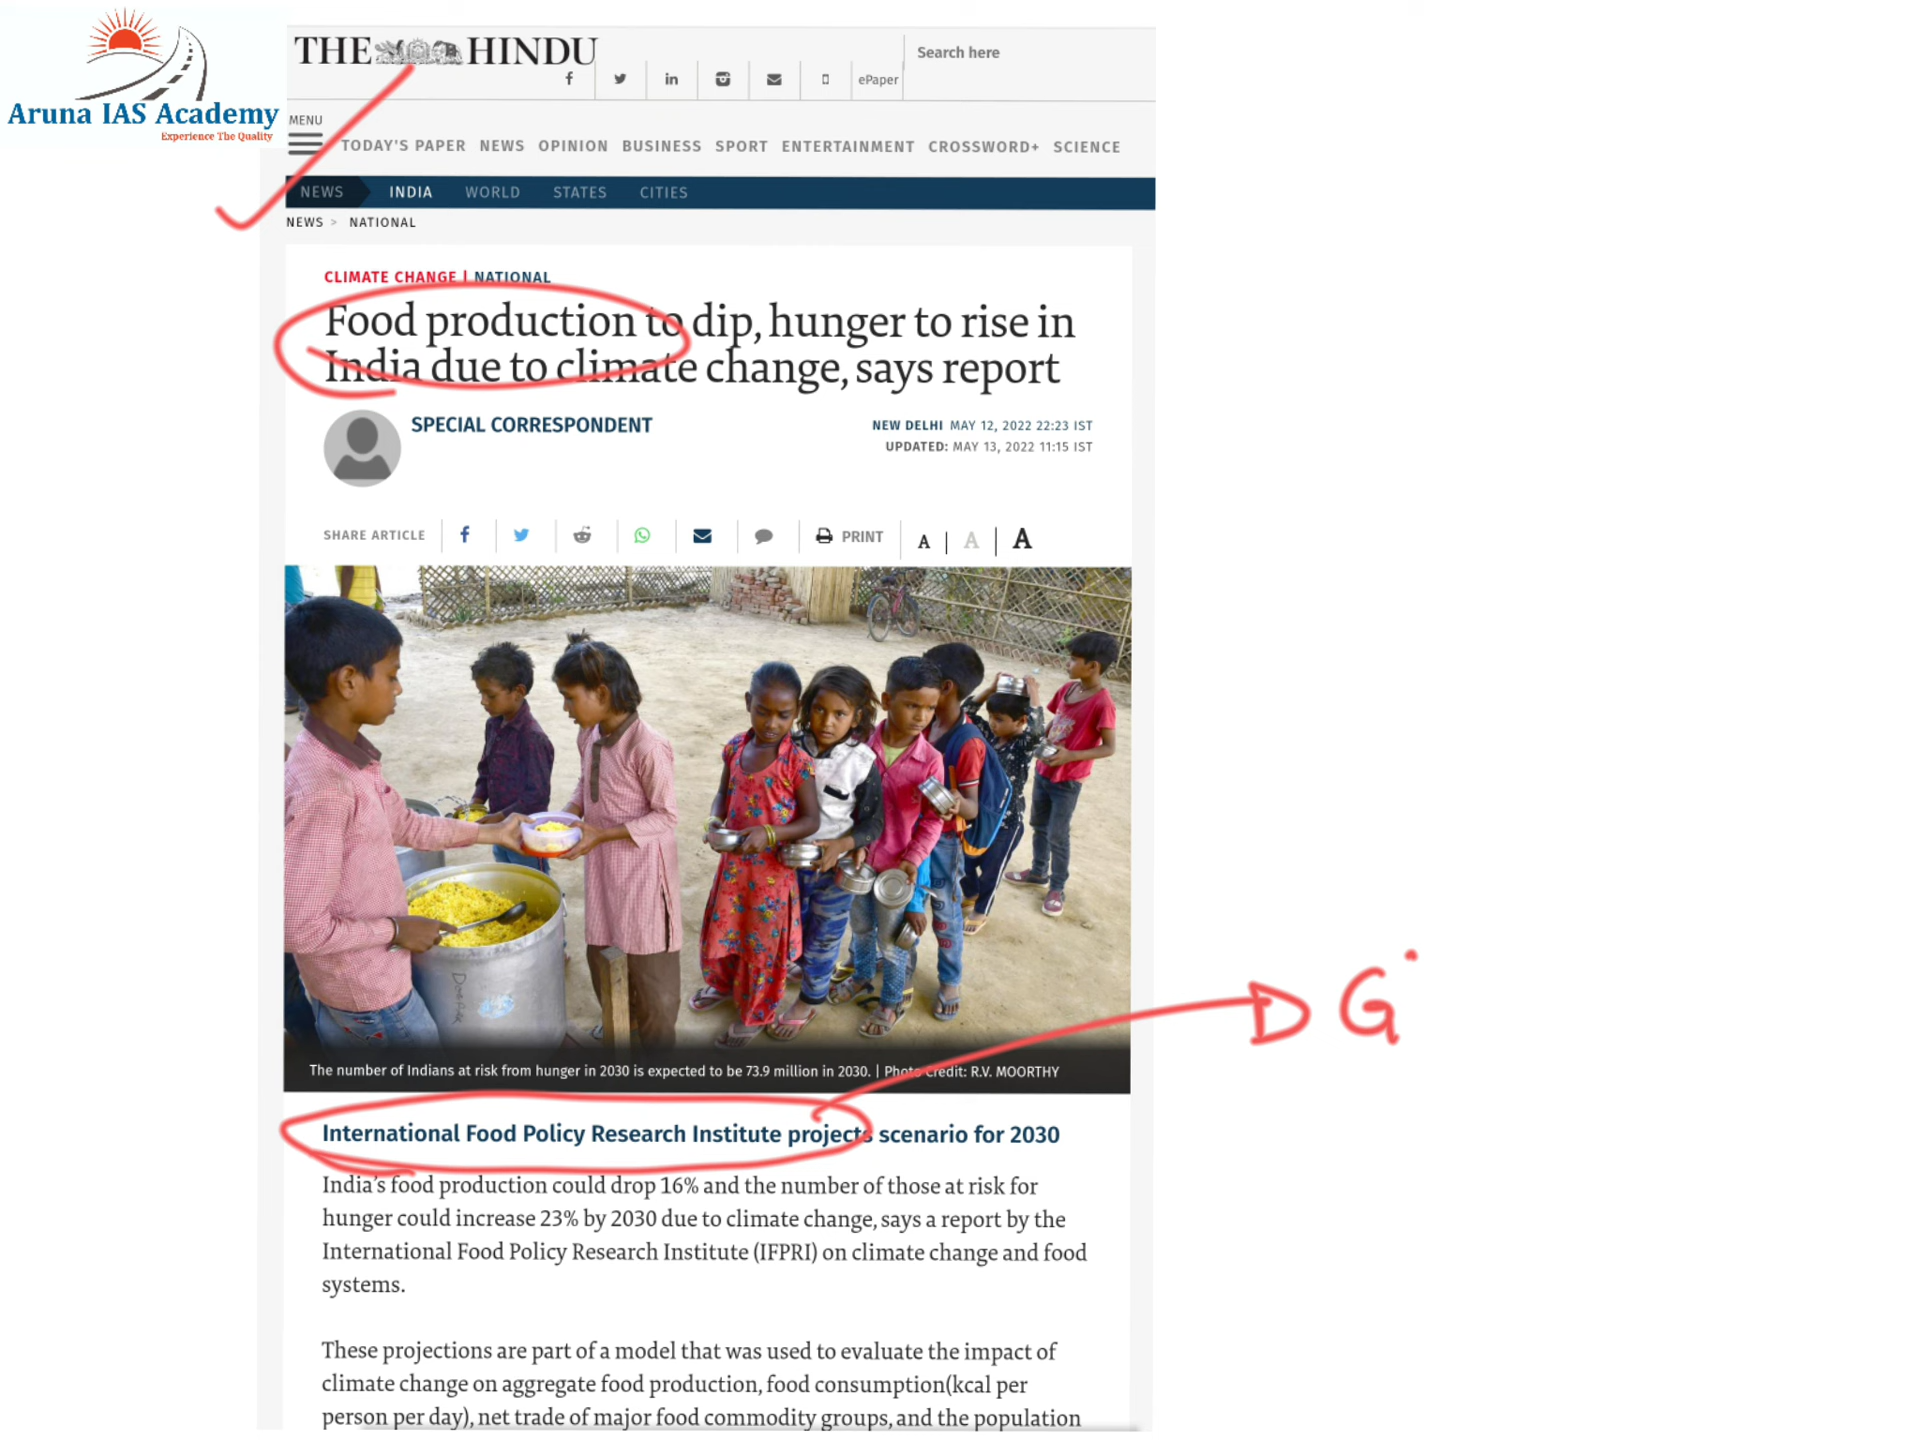 Aruna IAS Academy
Experience The Quality
THE HINDU
Search here
ePaper
MENU
TODAY'S PAPER NEWS OPINION BUSINESS SPORT ENTERTAINMENT CROSSWORD+ SCIENCE
NEWS INDIA WORLD STATES CITIES
NEWS > NATIONAL
CLIMATE CHANGE | NATIONAL
Food production to dip, hunger to rise in
India due to climate change, says report
SPECIAL CORRESPONDENT
NEW DELHI MAY 12, 2022 22:23 IST
UPDATED: MAY 13, 2022 11:15 IST
SHARE ARTICLE PRINT A | A | A
The number of Indians at risk from hunger in 2030 is expected to be 73.9 million in 2030. | Photo Credit: R.V. MOORTHY
D G
International Food Policy Research Institute projects scenario for 2030
India's food production could drop 16% and the number of those at risk for
hunger could increase 23% by 2030 due to climate change, says a report by the
International Food Policy Research Institute (IFPRI) on climate change and food
systems.
These projections are part of a model that was used to evaluate the impact of
climate change on aggregate food production, food consumption(kcal per
person per day), net trade of major food commodity groups, and the population